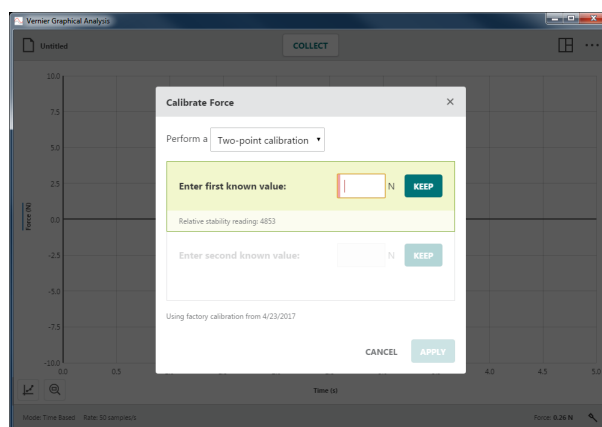 Vernier Graphical Analysis
Untitled
COLLECT
10.0
7.5
5.0
2.5
0.0
-2.5
-5.0
-7.5
-10.0
Force (N)
Calibrate Force
Perform a Two-point calibration
Enter first known value: N KEEP
Relative stability reading: 4853
Enter second known value: N KEEP
Using factory calibration from 4/23/2017
CANCEL APPLY
0.0 0.5 4.0 4.5 5.0
Time (s)
Mode: Time Based Rate: 50 samples/s Force: 0.26 N